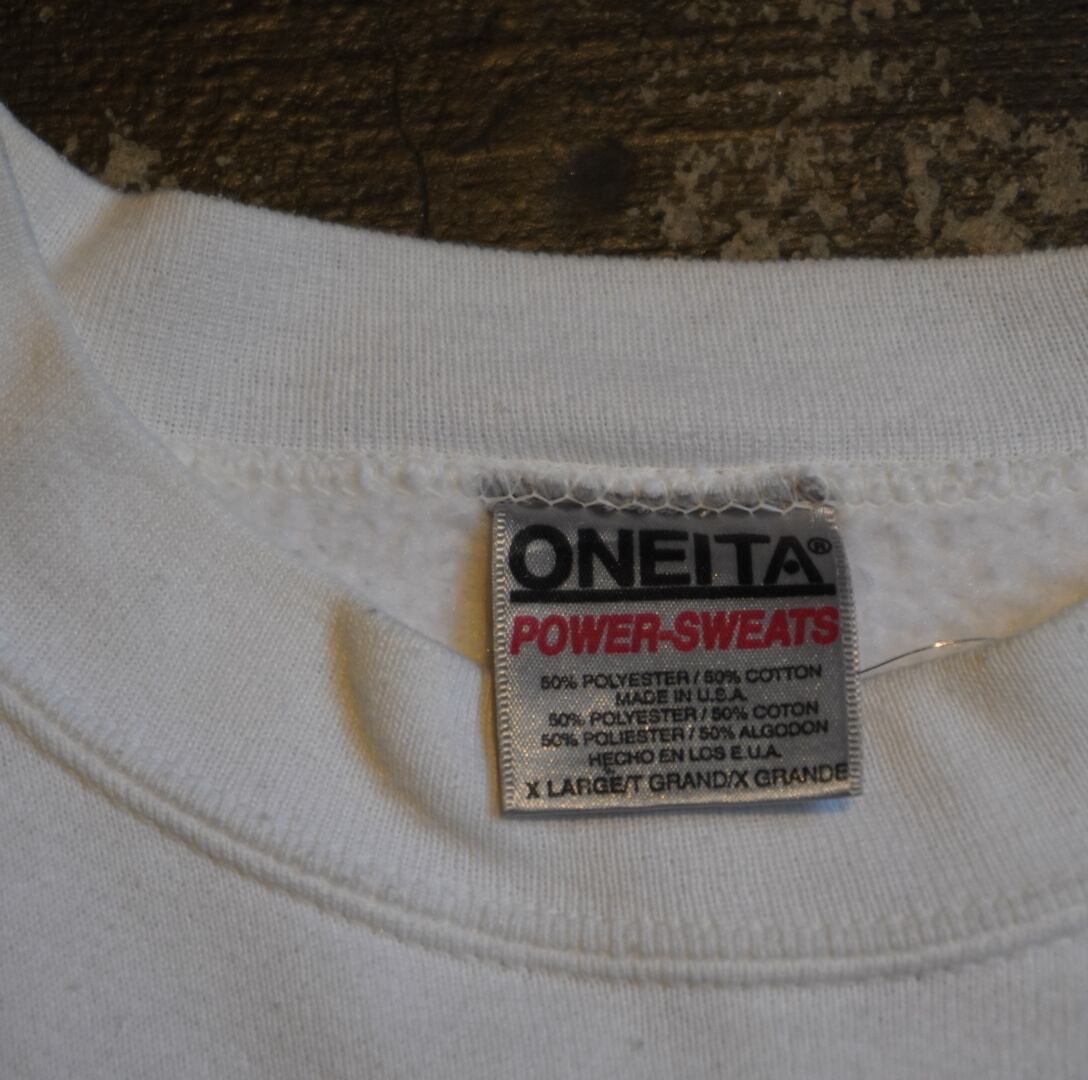 ONEITA®
POWER-SWEATS
50% POLYESTER / 50% COTTON
MADE IN U.S.A.
50% POLYESTER / 50% COTON
50% POLIESTER / 50% ALGODON
HECHO EN LOS E.U.A.
X LARGE/T GRAND/X GRANDE